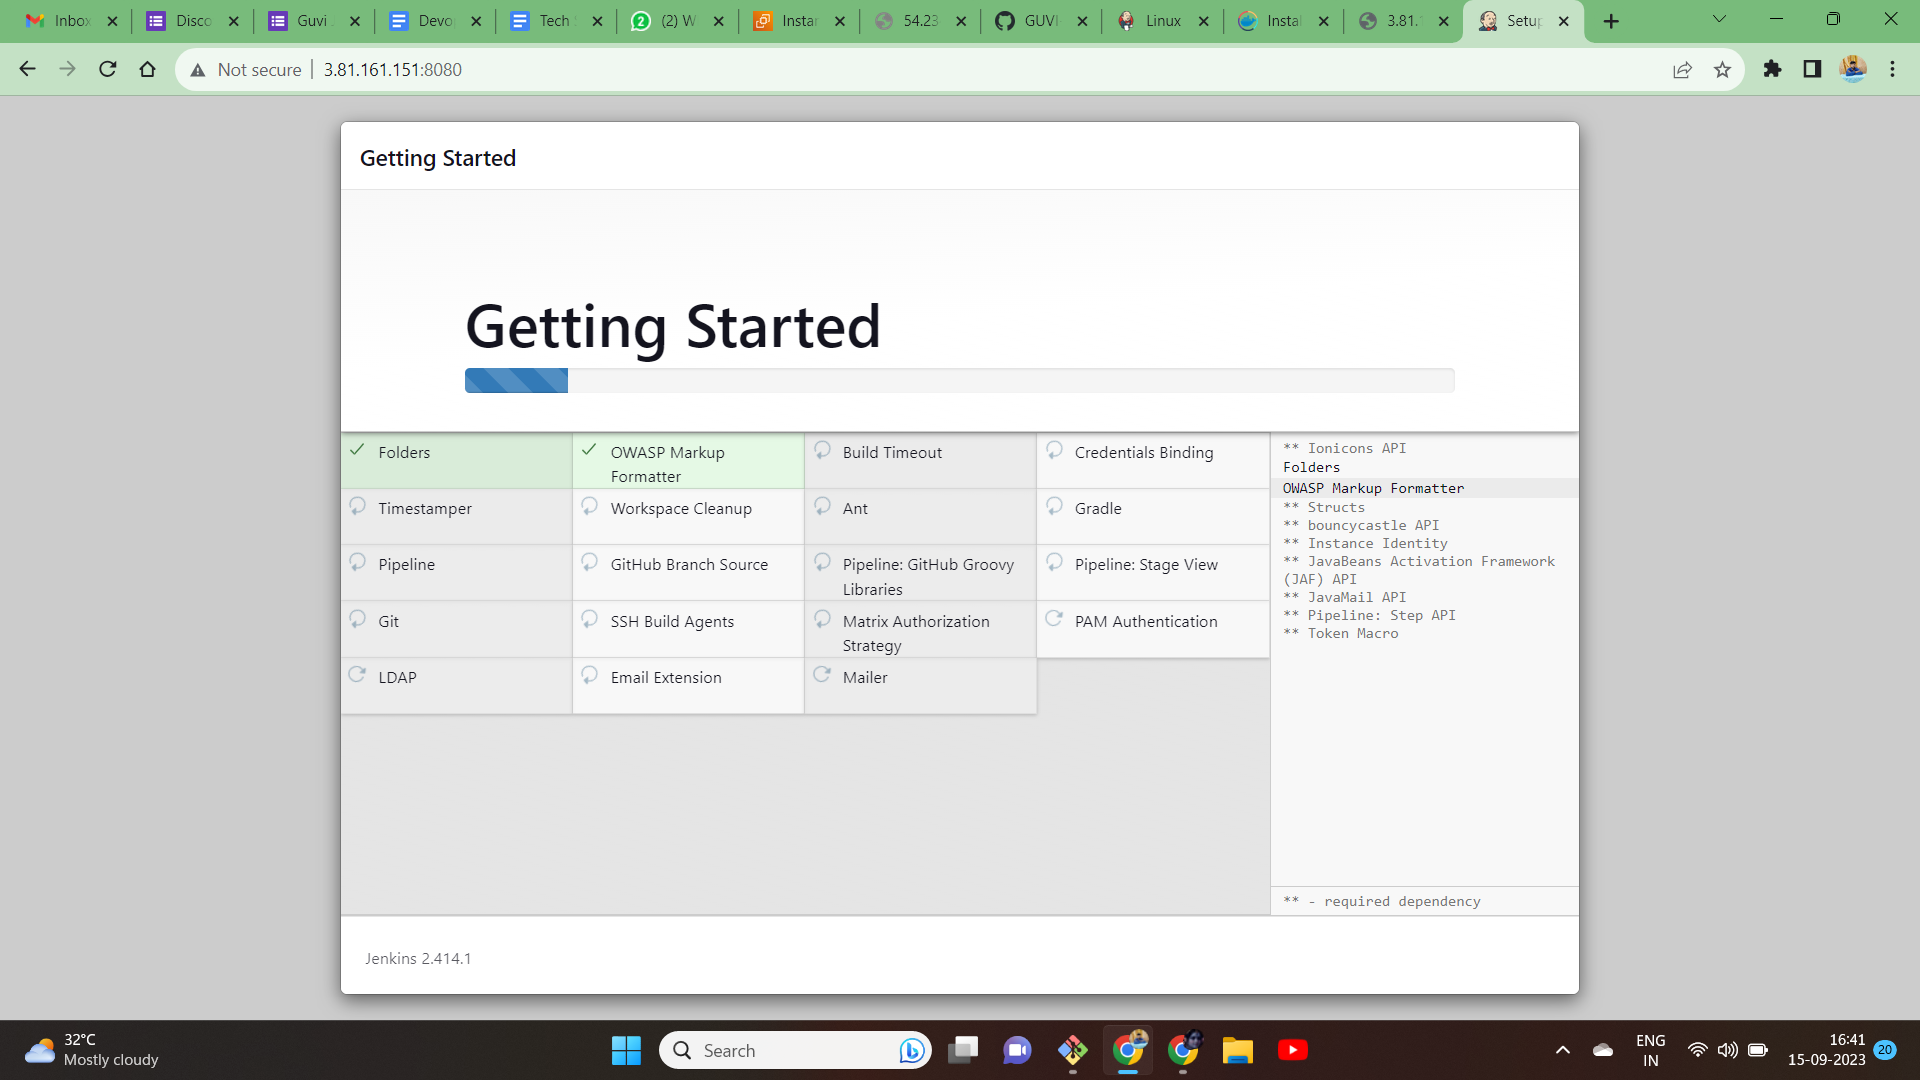 Inbox
Disco
Guvi
Devo
Tech
(2) W
Instar
54.23
GUVI
Linux
Instal
3.81.
Setup
Not secure
3.81.161.151:8080
Getting Started
Getting Started
Folders
OWASP Markup
Formatter
Build Timeout
Credentials Binding
Timestamper
Workspace Cleanup
Ant
Gradle
Pipeline
GitHub Branch Source
Pipeline: GitHub Groovy
Libraries
Pipeline: Stage View
Git
SSH Build Agents
Matrix Authorization
Strategy
PAM Authentication
LDAP
Email Extension
Mailer
** Ionicons API
Folders
OWASP Markup Formatter
** Structs
** bouncycastle API
** Instance Identity
** JavaBeans Activation Framework
(JAF) API
** JavaMail API
** Pipeline: Step API
** Token Macro
** - required dependency
Jenkins 2.414.1
32°C
Mostly cloudy
Search
ENG
IN
16:41
15-09-2023
20